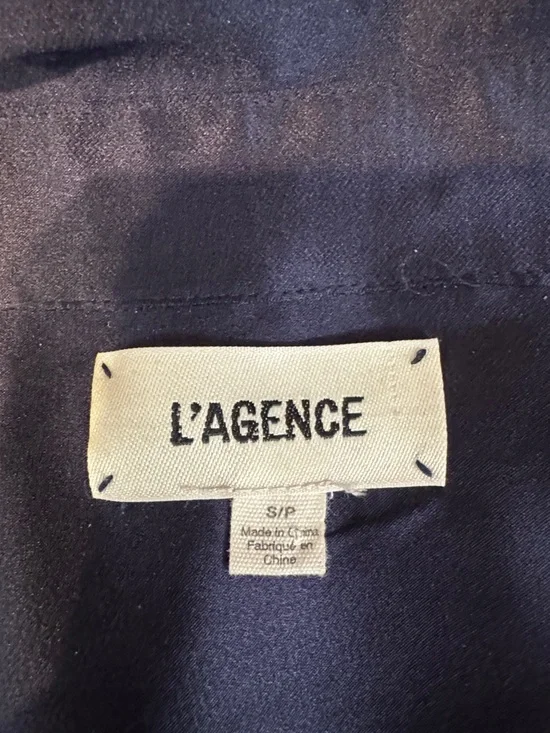 L'AGENCE
S/P
Made in China
Fabriqué en
Chine